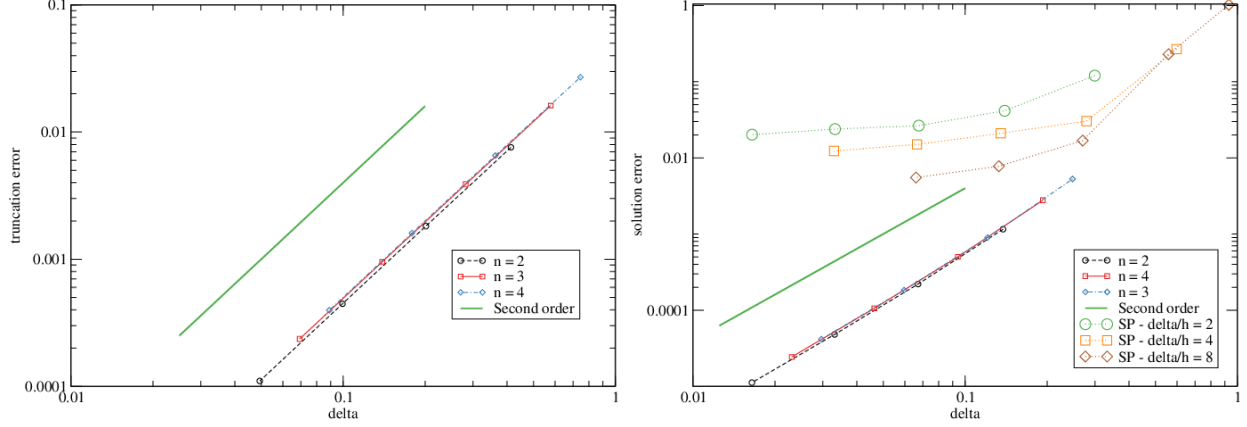 0.1
0.01
0.001
0.0001
truncation error
n = 2
n = 3
n = 4
Second order
0.01
0.1
1
delta
1
0.01
0.0001
solution error
n = 2
n = 4
n = 3
Second order
SP - delta/h = 2
SP - delta/h = 4
SP - delta/h = 8
0.01
0.1
1
delta